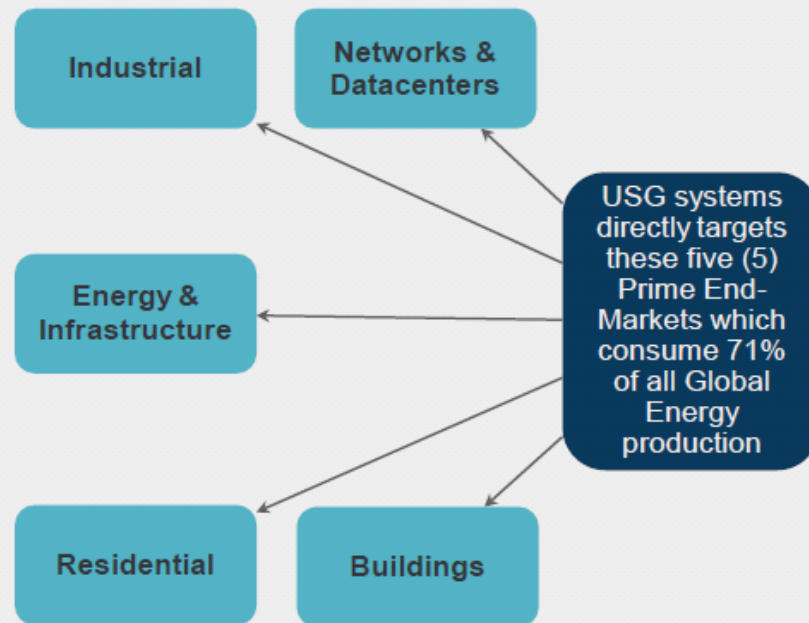 Industrial
Networks &
Datacenters
USG systems
directly targets
these five (5)
Prime End-
Markets which
consume 71%
of all Global
Energy
production
Energy &
Infrastructure
Residential
Buildings